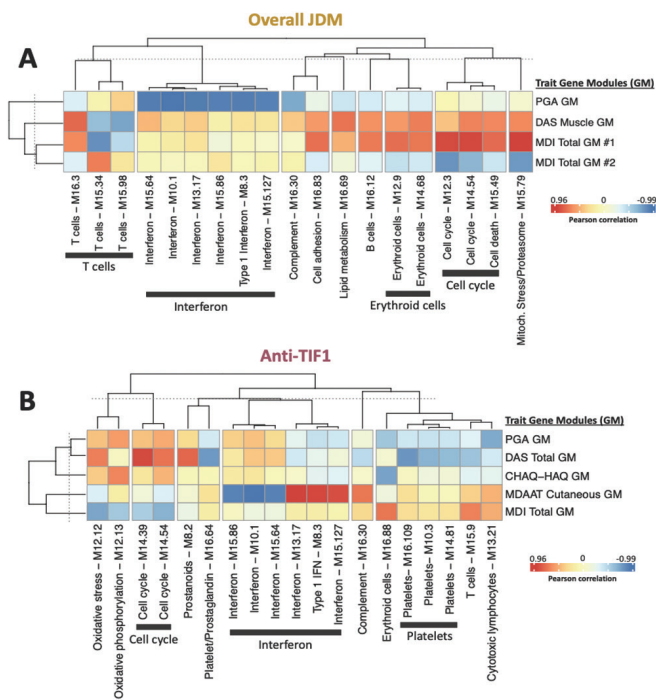 Overall JDM
A
Trait Gene Modules (GM)
PGA GM
DAS Muscle GM
MDI Total GM #1
MDI Total GM #2
T cells – M16.3
T cells – M15.34
T cells – M15.98
Interferon – M15.64
Interferon – M10.1
Interferon – M13.17
Interferon – M15.86
Type 1 Interferon – M8.3
Interferon – M15.127
Complement – M16.30
Cell adhesion – M16.83
Lipid metabolism – M16.69
B cells – M16.12
Erythroid cells – M12.9
Erythroid cells – M14.68
Cell cycle – M12.3
Cell cycle – M14.54
Cell death – M15.49
Mitoch. Stress/Proteasome – M15.79
T cells
Interferon
Erythroid cells
Cell cycle
0.96 0 -0.99
Pearson correlation
Anti-TIF1
B
Trait Gene Modules (GM)
PGA GM
DAS Total GM
CHAQ–HAQ GM
MDAAT Cutaneous GM
MDI Total GM
Oxidative stress – M12.12
Oxidative phosphorylation – M12.13
Cell cycle – M14.39
Cell cycle – M14.54
Prostanoids – M8.2
Platelet/Prostaglandin – M16.64
Interferon – M15.86
Interferon – M10.1
Interferon – M15.64
Interferon – M13.17
Type 1 IFN – M8.3
Interferon – M15.127
Complement – M16.30
Erythroid cells – M16.88
Platelets– M16.109
Platelets– M10.3
Platelets – M14.81
T cells – M15.9
Cytotoxic lymphocytes – M13.21
Cell cycle
Interferon
Platelets
0.96 0 -0.99
Pearson correlation